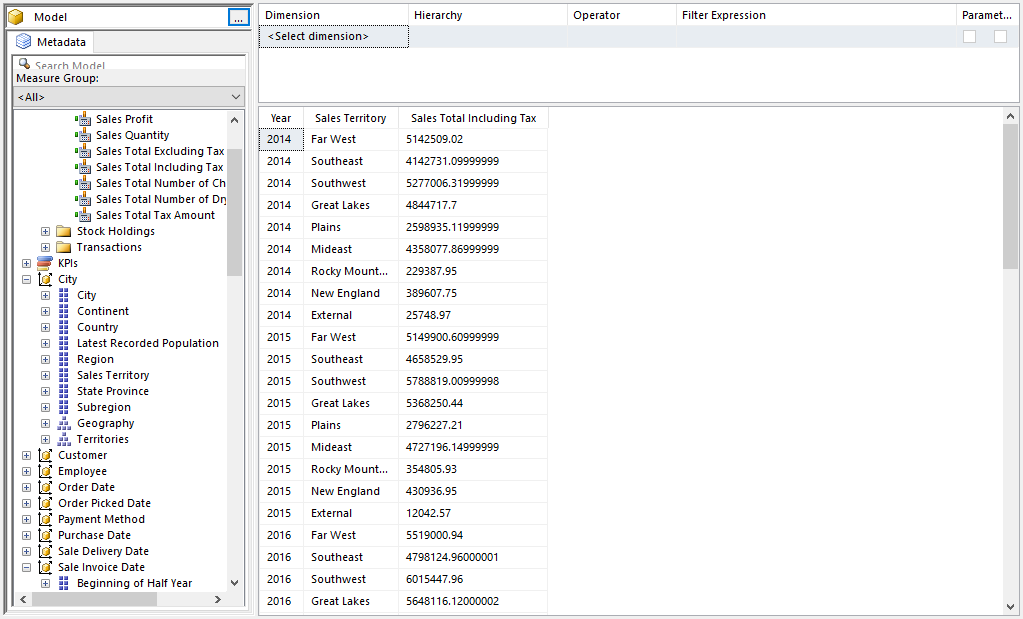 Model
...
Metadata
Search Model
Measure Group:
<All>
Sales Profit
Sales Quantity
Sales Total Excluding Tax
Sales Total Including Tax
Sales Total Number of Ch
Sales Total Number of Dry
Sales Total Tax Amount
Stock Holdings
Transactions
KPIs
City
City
Continent
Country
Latest Recorded Population
Region
Sales Territory
State Province
Subregion
Geography
Territories
Customer
Employee
Order Date
Order Picked Date
Payment Method
Purchase Date
Sale Delivery Date
Sale Invoice Date
Beginning of Half Year
Dimension Hierarchy Operator Filter Expression Paramet...
<Select dimension>
Year Sales Territory Sales Total Including Tax
2014 Far West 5142509.02
2014 Southeast 4142731.09999999
2014 Southwest 5277006.31999999
2014 Great Lakes 4844717.7
2014 Plains 2598935.11999999
2014 Mideast 4358077.86999999
2014 Rocky Mount... 229387.95
2014 New England 389607.75
2014 External 25748.97
2015 Far West 5149900.60999999
2015 Southeast 4658529.95
2015 Southwest 5788819.00999998
2015 Great Lakes 5368250.44
2015 Plains 2796227.21
2015 Mideast 4727196.14999999
2015 Rocky Mount... 354805.93
2015 New England 430936.95
2015 External 12042.57
2016 Far West 5519000.94
2016 Southeast 4798124.96000001
2016 Southwest 6015447.96
2016 Great Lakes 5648116.12000002